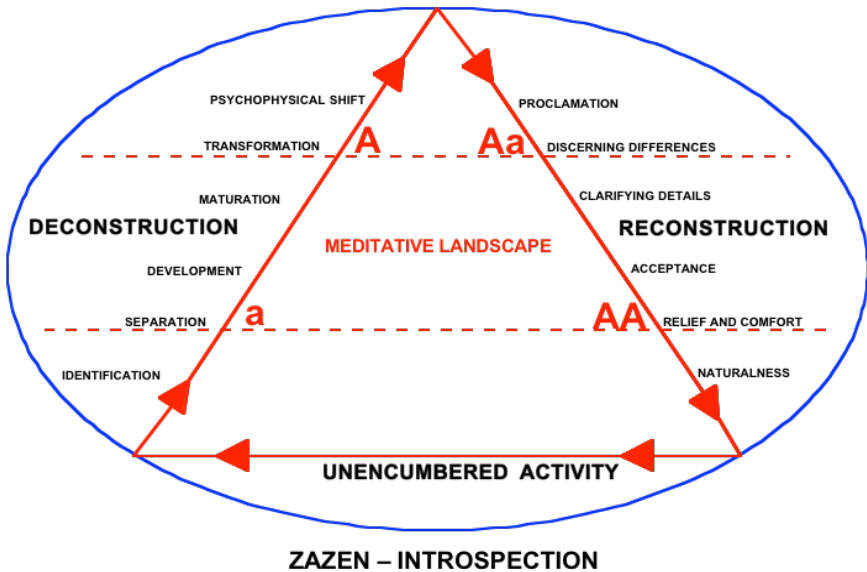 PSYCHOPHYSICAL SHIFT
PROCLAMATION
TRANSFORMATION
A
Aa
DISCERNING DIFFERENCES
MATURATION
CLARIFYING DETAILS
DECONSTRUCTION
RECONSTRUCTION
MEDITATIVE LANDSCAPE
DEVELOPMENT
ACCEPTANCE
SEPARATION
a
AA
RELIEF AND COMFORT
IDENTIFICATION
NATURALNESS
UNENCUMBERED ACTIVITY
ZAZEN – INTROSPECTION